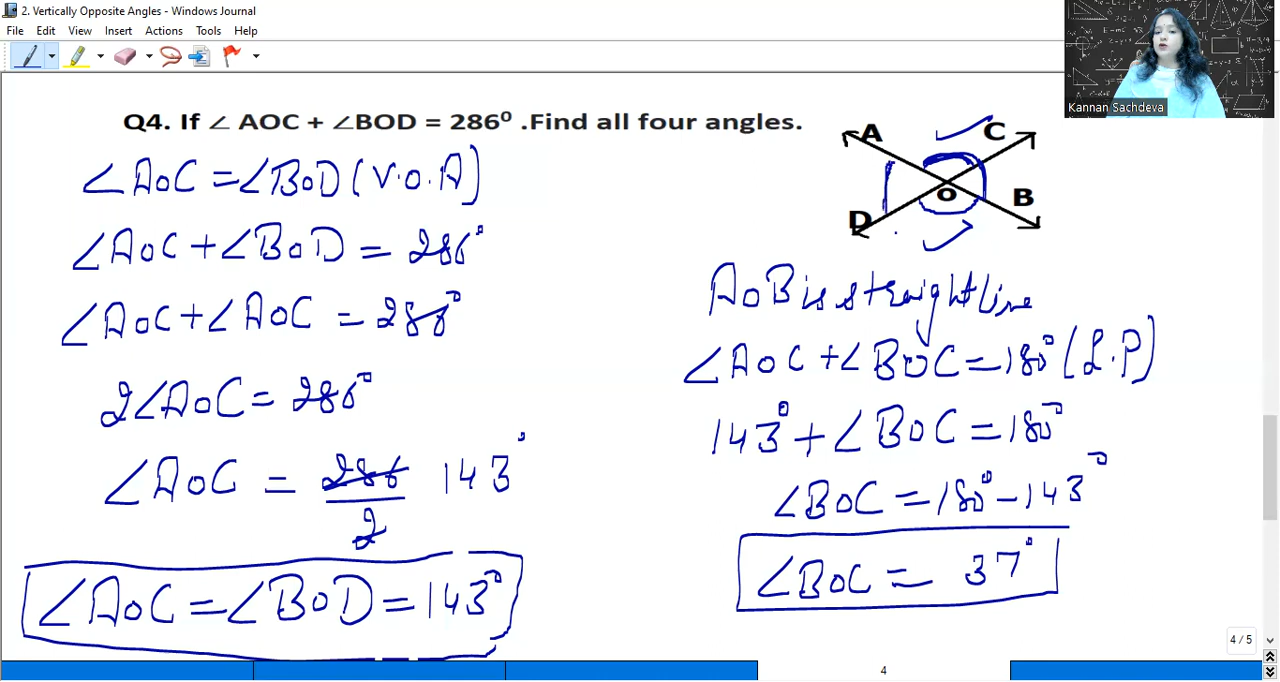 2. Vertically Opposite Angles - Windows Journal
File Edit View Insert Actions Tools Help
Kannan Sachdeva
Q4. If ∠ AOC + ∠BOD = 286⁰ .Find all four angles.
A
C
O
B
D
∠AOC = ∠BOD (V.O.A)
∠AOC + ∠BOD = 286°
∠AOC + ∠AOC = 286°
2∠AOC = 286°
∠AOC = 286/2 143°
∠AOC = ∠BOD = 143°
AOB is straight line
∠AOC + ∠BOC = 180° (L.P)
143° + ∠BOC = 180°
∠BOC = 180° - 143°
∠BOC = 37°
4 / 5
4